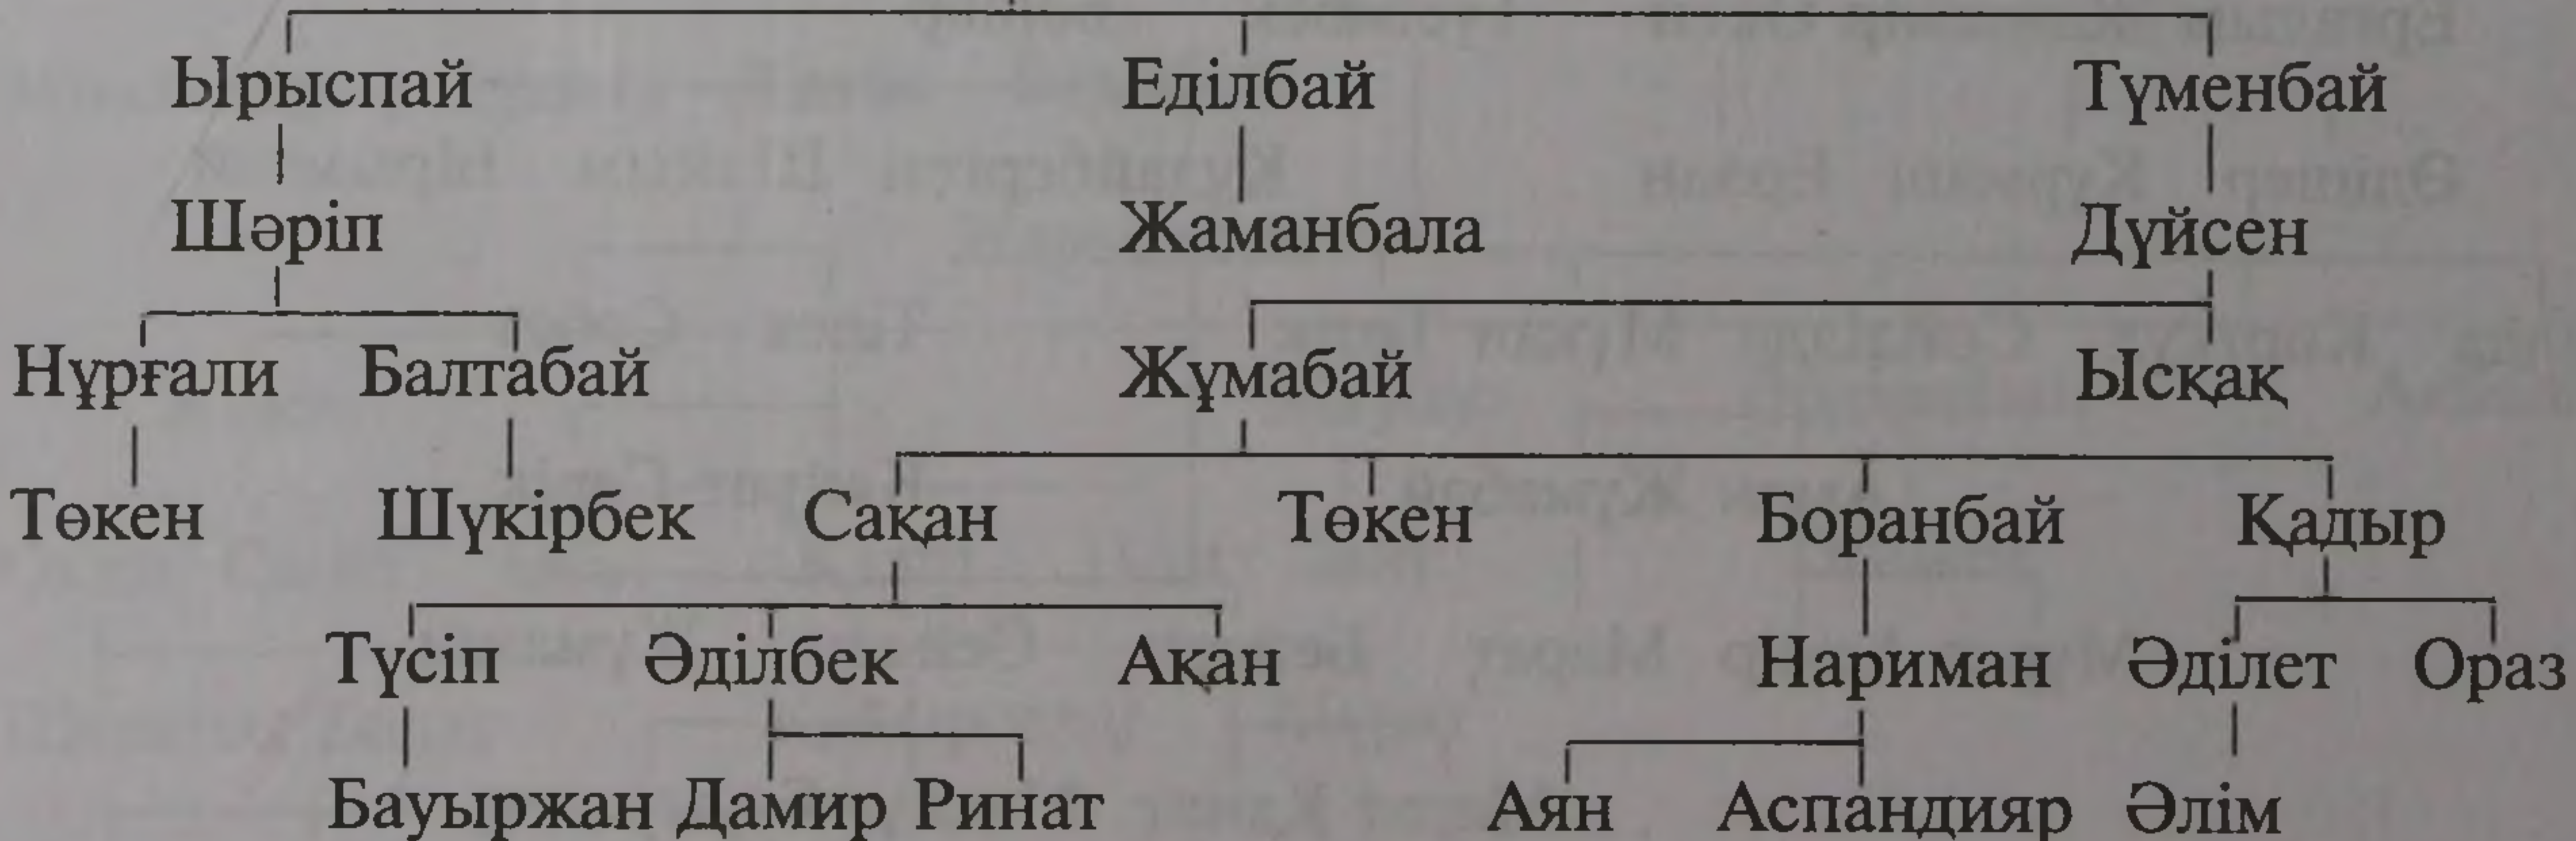 Ырыспай Еділбай Түменбай
Шәріп Жаманбала Дүйсен
Нұрғали Балтабай Жұмабай Ысқақ
Төкен Шүкірбек Сақан Төкен Боранбай Қадыр
Түсіп Әділбек Ақан Нариман Әділет Ораз
Бауыржан Дамир Ринат Аян Аспандияр Әлім